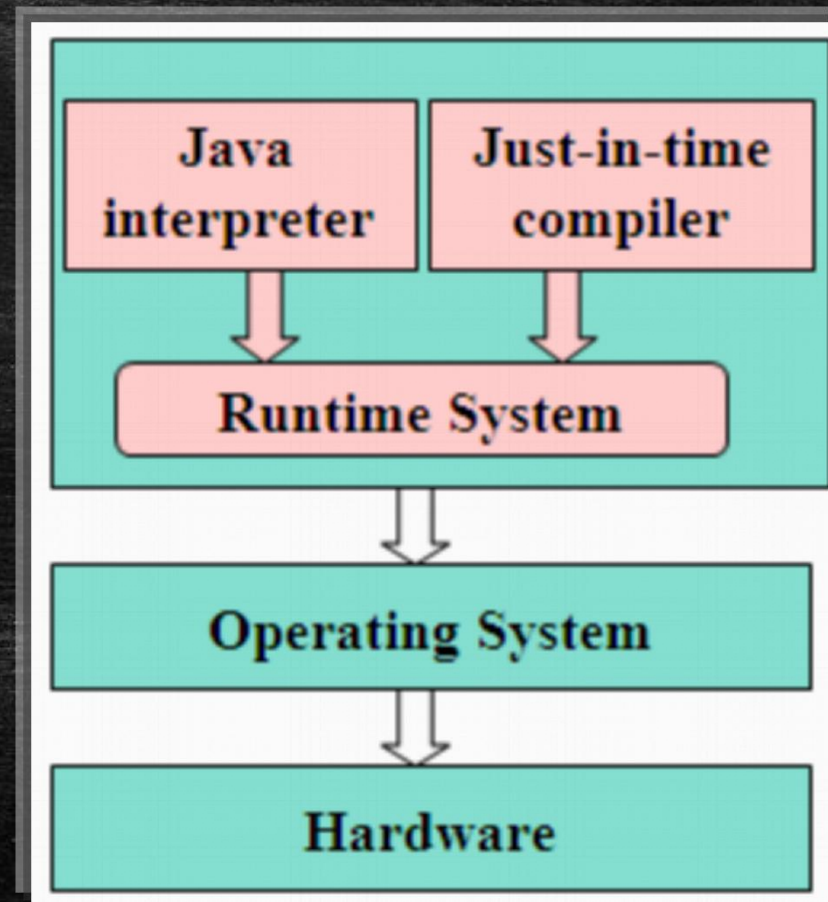 Java
interpreter
Just-in-time
compiler
Runtime System
Operating System
Hardware